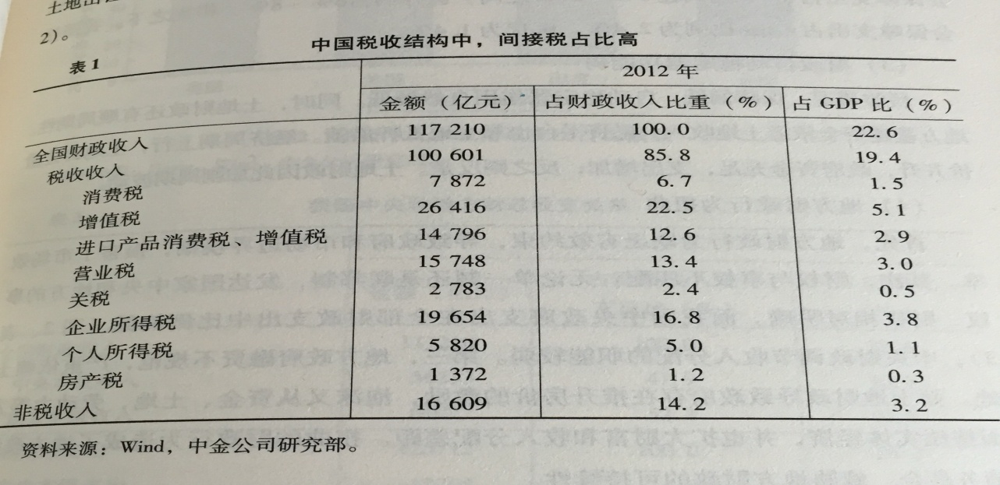 2)。
中国税收结构中，间接税占比高
表1
2012 年
金额（亿元） 占财政收入比重（%） 占 GDP 比（%）
全国财政收入 117 210 100.0 22.6
税收收入 100 601 85.8 19.4
消费税 7 872 6.7 1.5
增值税 26 416 22.5 5.1
进口产品消费税、增值税 14 796 12.6 2.9
营业税 15 748 13.4 3.0
关税 2 783 2.4 0.5
企业所得税 19 654 16.8 3.8
个人所得税 5 820 5.0 1.1
房产税 1 372 1.2 0.3
非税收入 16 609 14.2 3.2
资料来源：Wind，中金公司研究部。